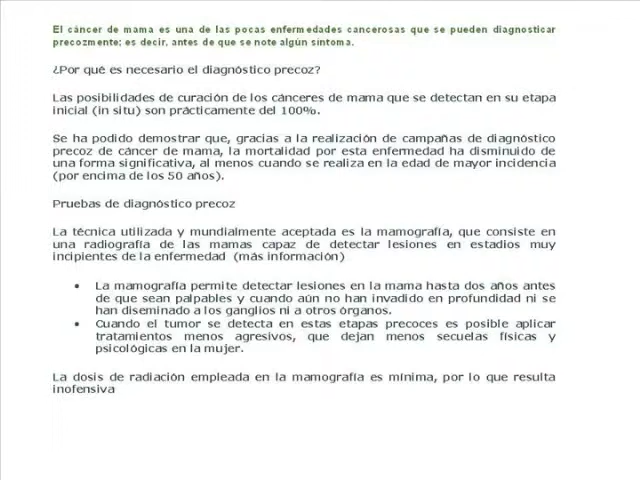 El cáncer de mama es una de las pocas enfermedades cancerosas que se pueden diagnosticar
precozmente; es decir, antes de que se note algún síntoma.
¿Por qué es necesario el diagnóstico precoz?
Las posibilidades de curación de los cánceres de mama que se detectan en su etapa
inicial (in situ) son prácticamente del 100%.
Se ha podido demostrar que, gracias a la realización de campañas de diagnóstico
precoz de cáncer de mama, la mortalidad por esta enfermedad ha disminuido de
una forma significativa, al menos cuando se realiza en la edad de mayor incidencia
(por encima de los 50 años).
Pruebas de diagnóstico precoz
La técnica utilizada y mundialmente aceptada es la mamografía, que consiste en
una radiografía de las mamas capaz de detectar lesiones en estadios muy
incipientes de la enfermedad (más información)
• La mamografía permite detectar lesiones en la mama hasta dos años antes
de que sean palpables y cuando aún no han invadido en profundidad ni se
han diseminado a los ganglios ni a otros órganos.
• Cuando el tumor se detecta en estas etapas precoces es posible aplicar
tratamientos menos agresivos, que dejan menos secuelas físicas y
psicológicas en la mujer.
La dosis de radiación empleada en la mamografía es mínima, por lo que resulta
inofensiva